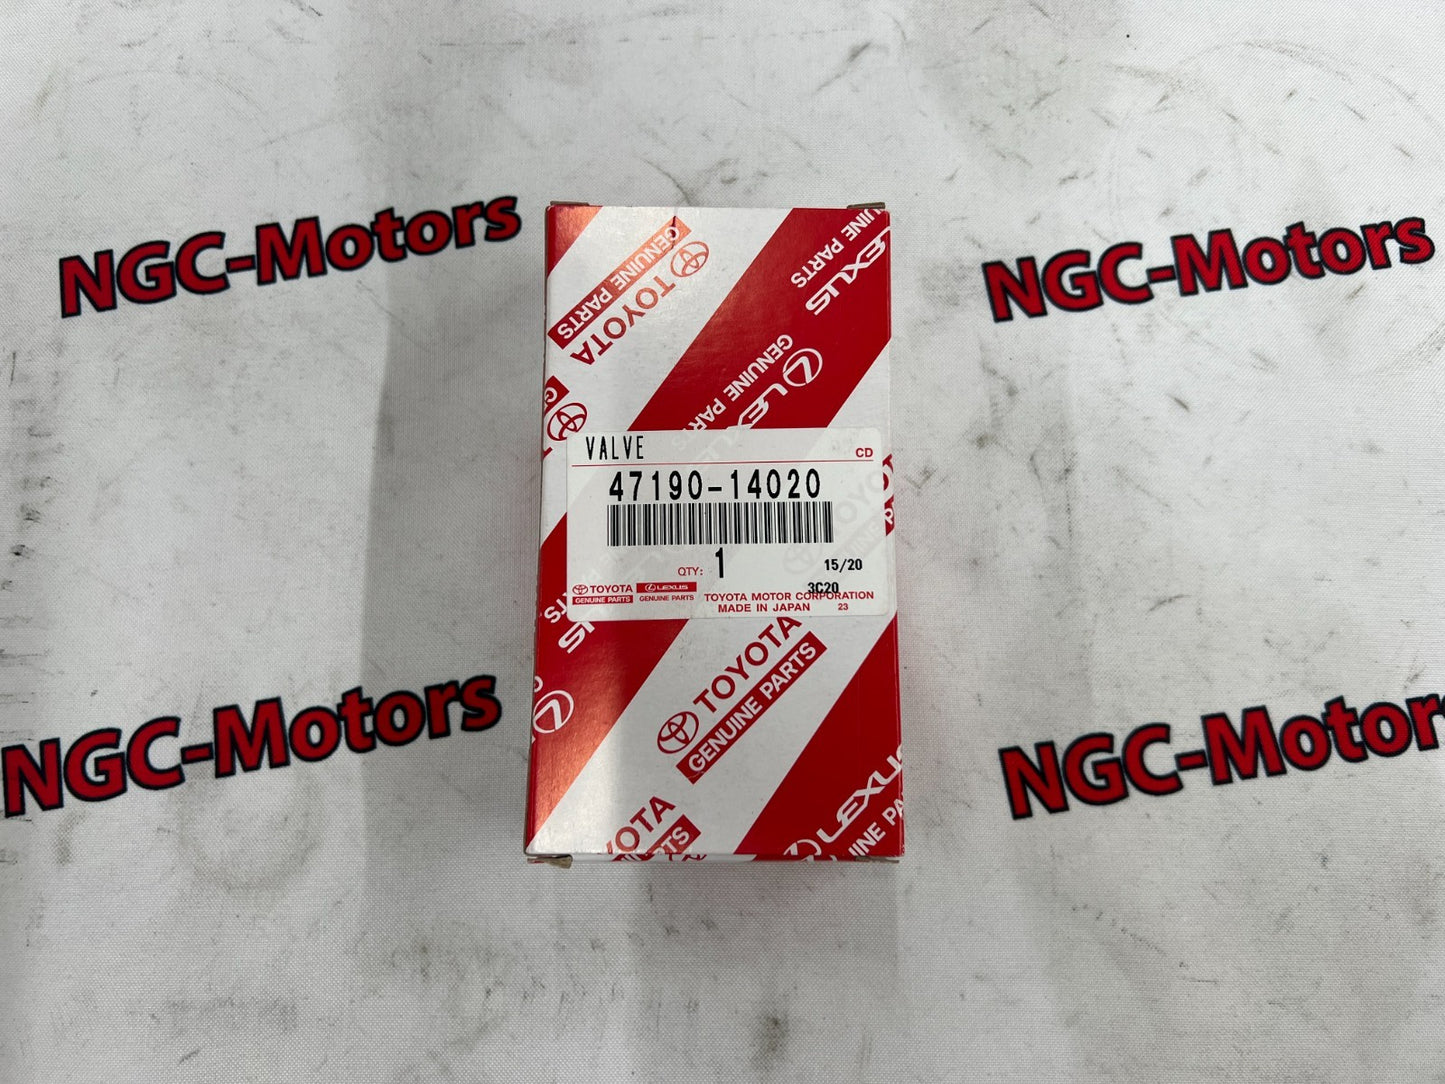 NGC-Motors
NGC-Motors
TOYOTA
GENUINE PARTS
LEXUS
GENUINE PARTS
VALVE
CD
47190-14020
QTY: 1
15/20
3C20
TOYOTA
GENUINE PARTS
LEXUS
GENUINE PARTS
TOYOTA MOTOR CORPORATION
MADE IN JAPAN 23
TOYOTA
GENUINE PARTS
LEXUS
NGC-Motors
NGC-Motors